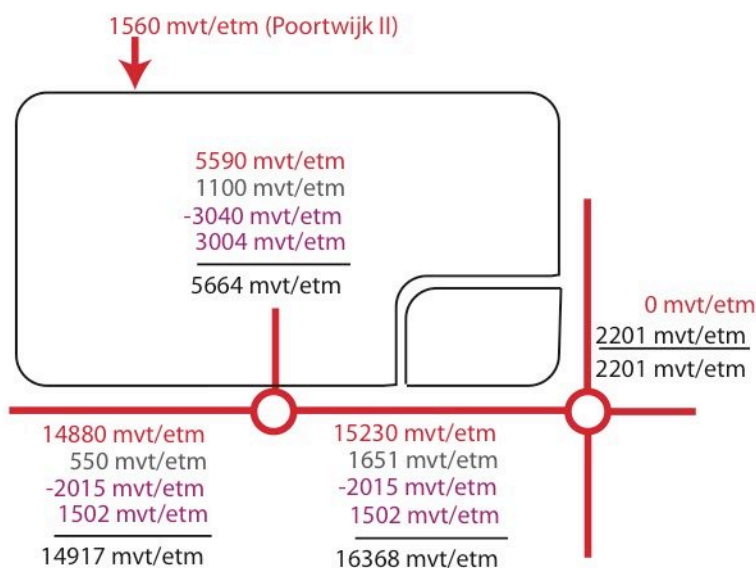 1560 mvt/etm (Poortwijk II)
5590 mvt/etm
1100 mvt/etm
-3040 mvt/etm
3004 mvt/etm
5664 mvt/etm
0 mvt/etm
2201 mvt/etm
2201 mvt/etm
14880 mvt/etm
550 mvt/etm
-2015 mvt/etm
1502 mvt/etm
14917 mvt/etm
15230 mvt/etm
1651 mvt/etm
-2015 mvt/etm
1502 mvt/etm
16368 mvt/etm